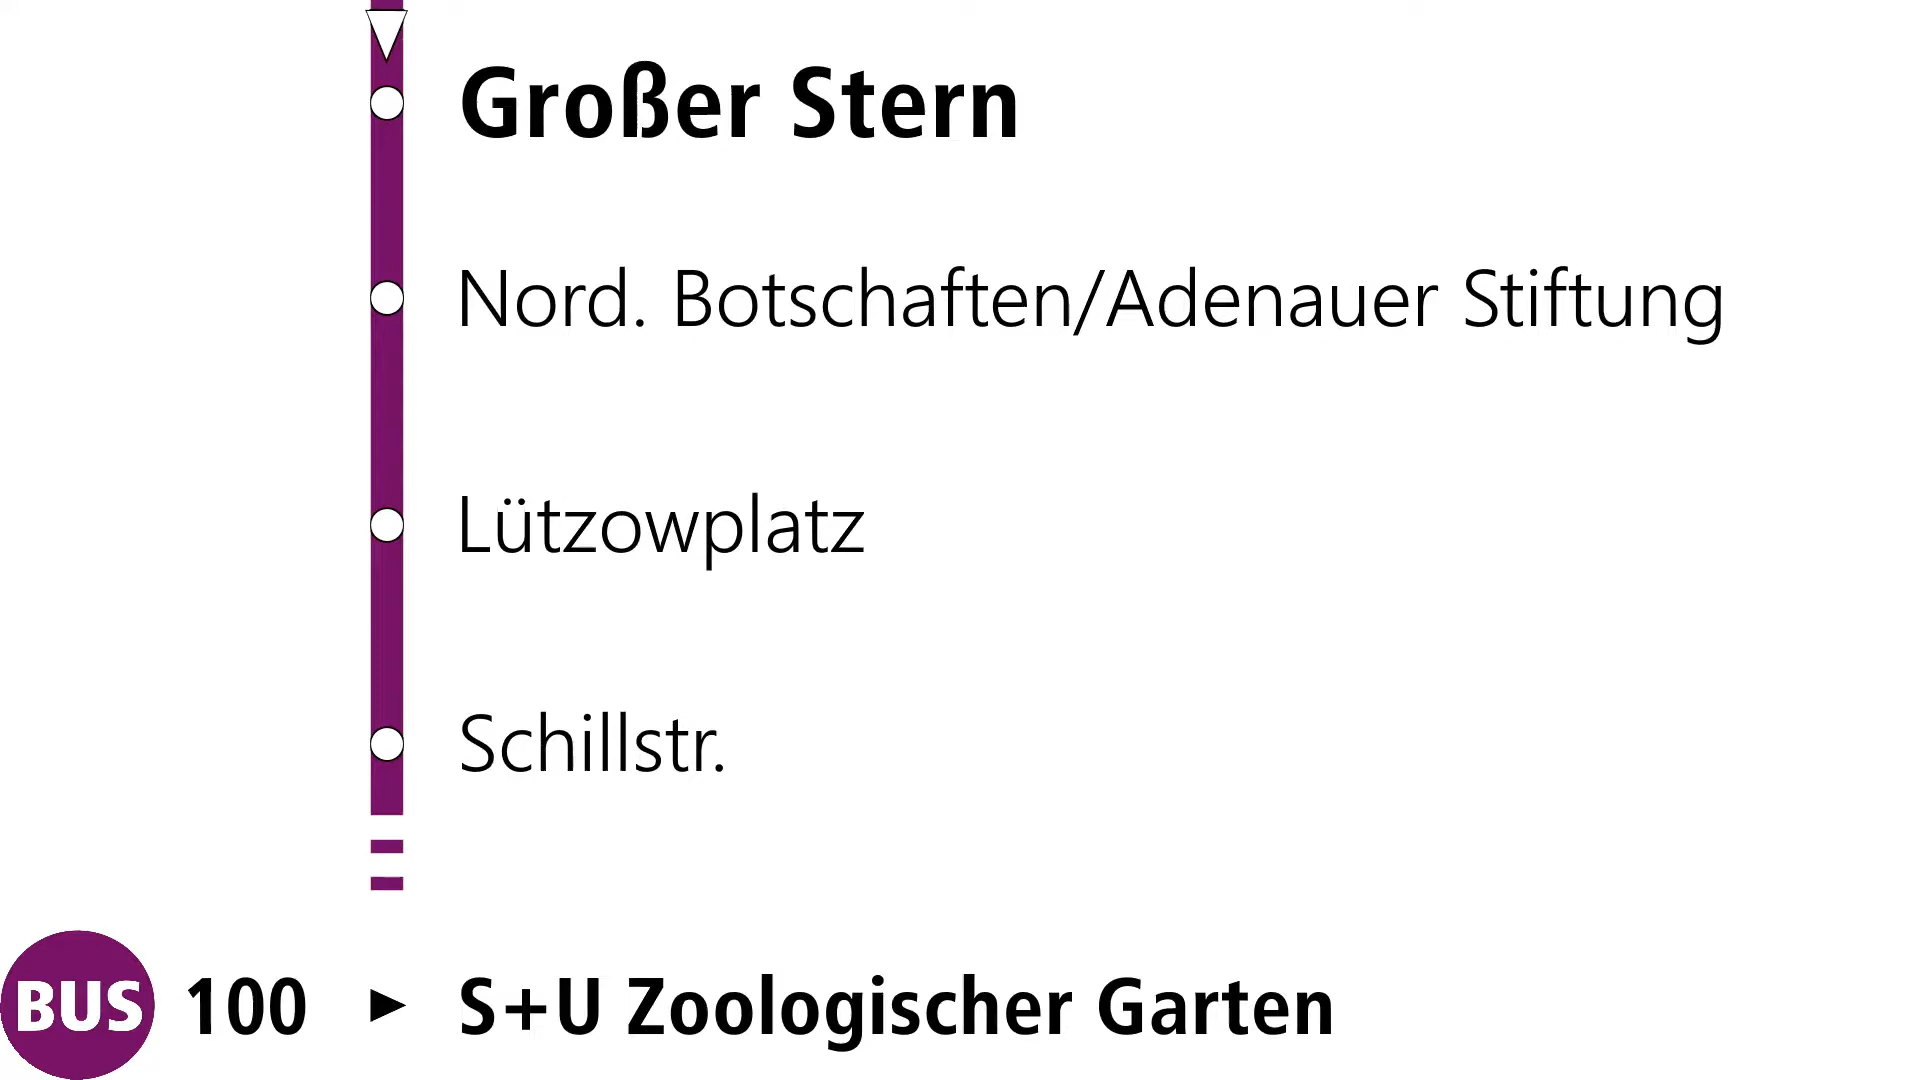 Großer Stern
Nord. Botschaften/Adenauer Stiftung
Lützowplatz
Schillstr.
BUS 100 ► S+U Zoologischer Garten